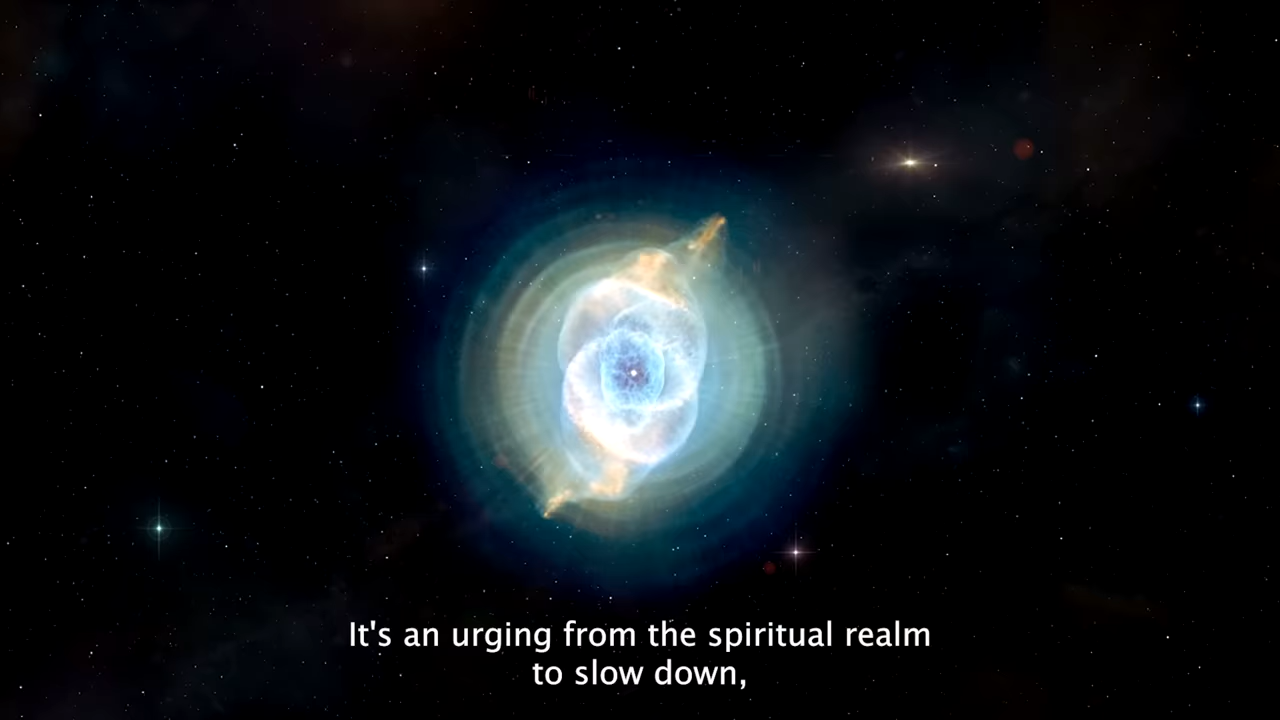 It's an urging from the spiritual realm
to slow down,